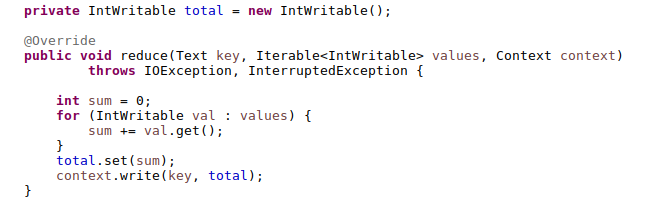 private IntWritable total = new IntWritable();
@Override
public void reduce(Text key, Iterable<IntWritable> values, Context context)
throws IOException, InterruptedException {
int sum = 0;
for (IntWritable val : values) {
sum += val.get();
}
total.set(sum);
context.write(key, total);
}